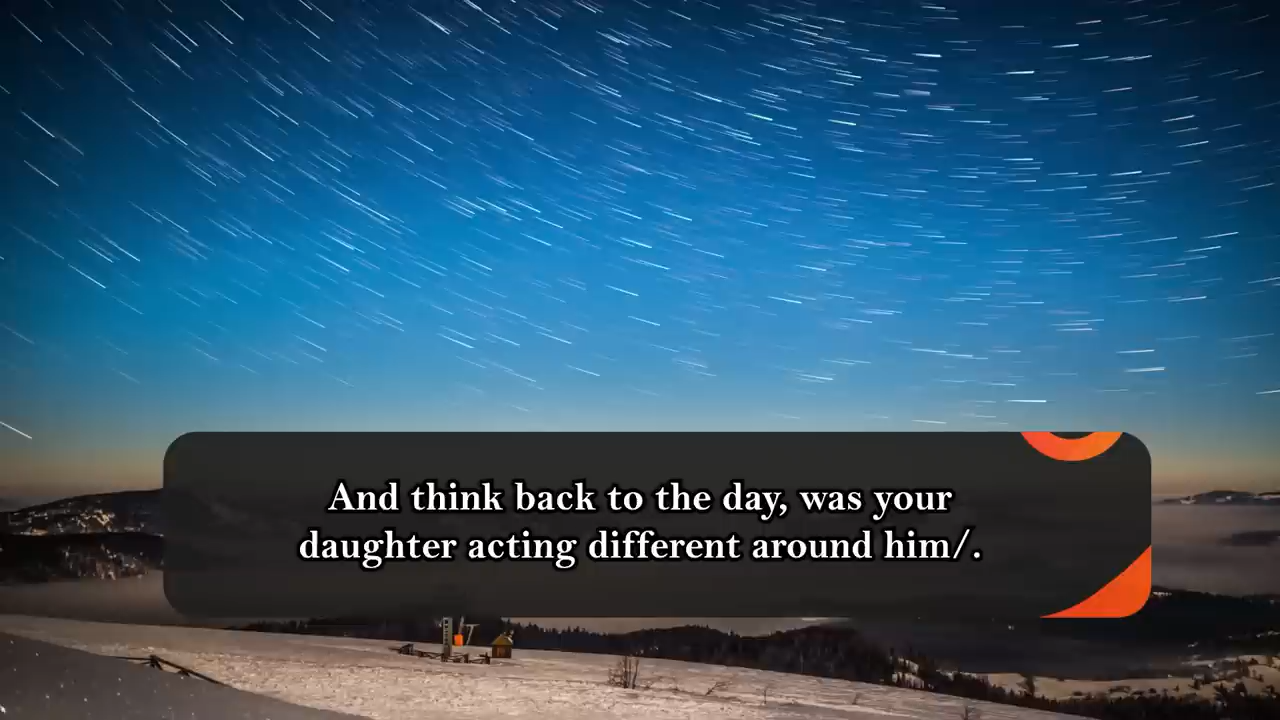 And think back to the day, was your
daughter acting different around him/.